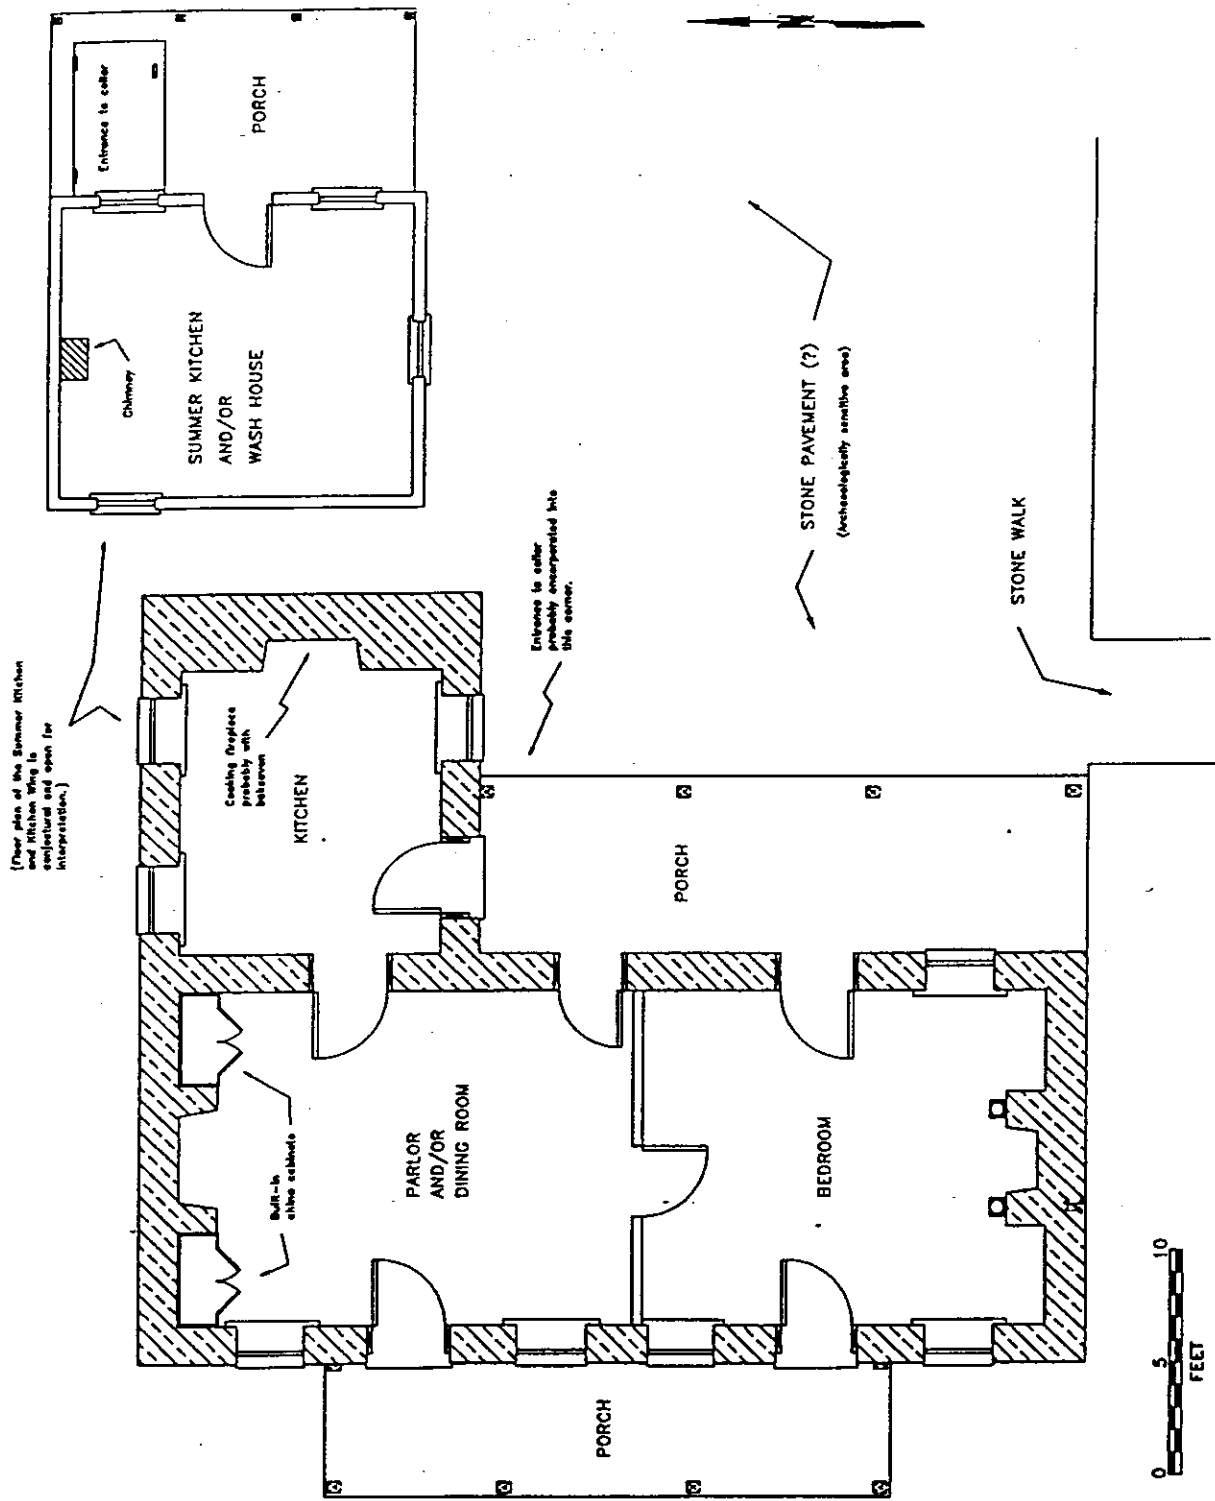 (Floor plan of the Summer Kitchen
and Kitchen Wing is
conjectural and open for
interpretation.)
Entrance to cellar
PORCH
Chimney
SUMMER KITCHEN
AND/OR
WASH HOUSE
N
Cooking fireplace
probably with
bakeoven
KITCHEN
Entrance to cellar
probably incorporated into
this corner.
STONE PAVEMENT (?)
(Archaeologically sensitive area)
STONE WALK
PORCH
Built-in
china cabinets
PARLOR
AND/OR
DINING ROOM
BEDROOM
PORCH
0 5 10
FEET